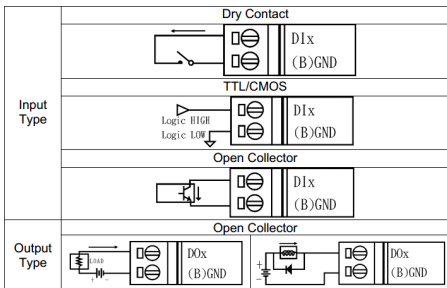 Dry Contact
DIx
(B)GND
TTL/CMOS
Input
Type
Logic HIGH
Logic LOW
DIx
(B)GND
Open Collector
DIx
(B)GND
Open Collector
Output
Type
LOAD
+ -
DOx
(B)GND
+
-
DOx
(B)GND